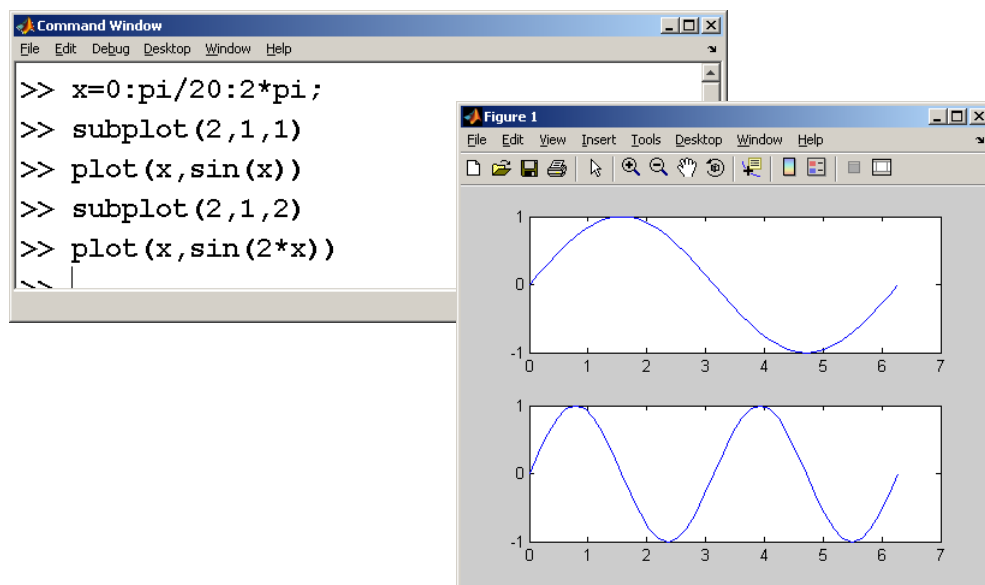 Command Window
File Edit Debug Desktop Window Help
>> x=0:pi/20:2*pi;
>> subplot(2,1,1)
>> plot(x,sin(x))
>> subplot(2,1,2)
>> plot(x,sin(2*x))
>>
Figure 1
File Edit View Insert Tools Desktop Window Help
1
0
-1
0 1 2 3 4 5 6 7
1
0
-1
0 1 2 3 4 5 6 7